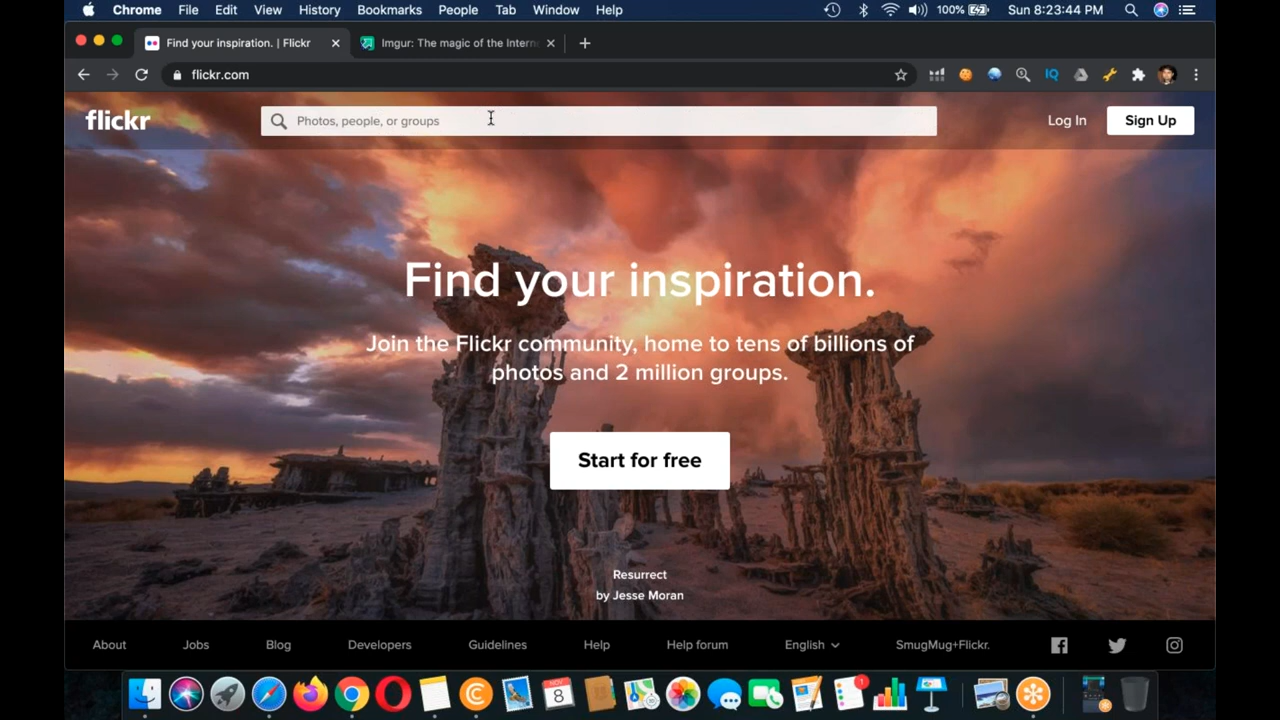 Chrome File Edit View History Bookmarks People Tab Window Help 100% Sun 8:23:44 PM
Find your inspiration. | Flickr Imgur: The magic of the Intern
flickr.com IQ
flickr Photos, people, or groups Log In Sign Up
Find your inspiration.
Join the Flickr community, home to tens of billions of
photos and 2 million groups.
Start for free
Resurrect
by Jesse Moran
About Jobs Blog Developers Guidelines Help Help forum English SmugMug+Flickr.
NOV
8
1